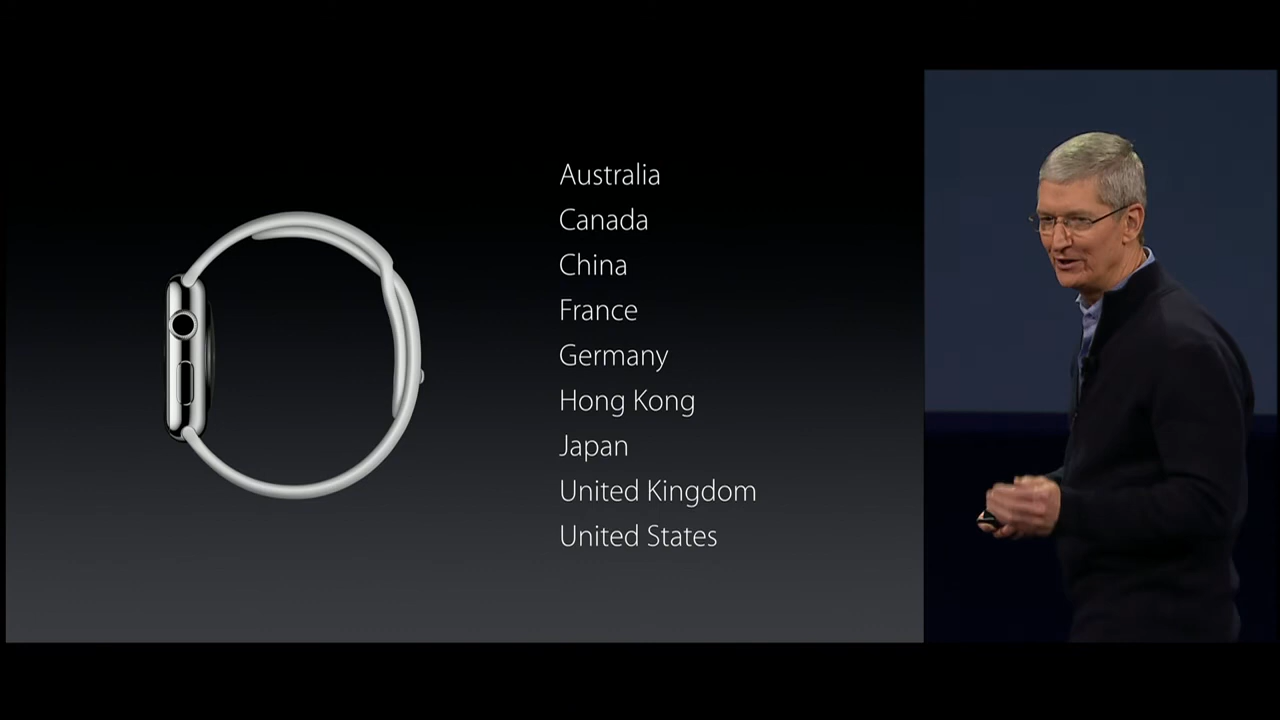 Australia
Canada
China
France
Germany
Hong Kong
Japan
United Kingdom
United States